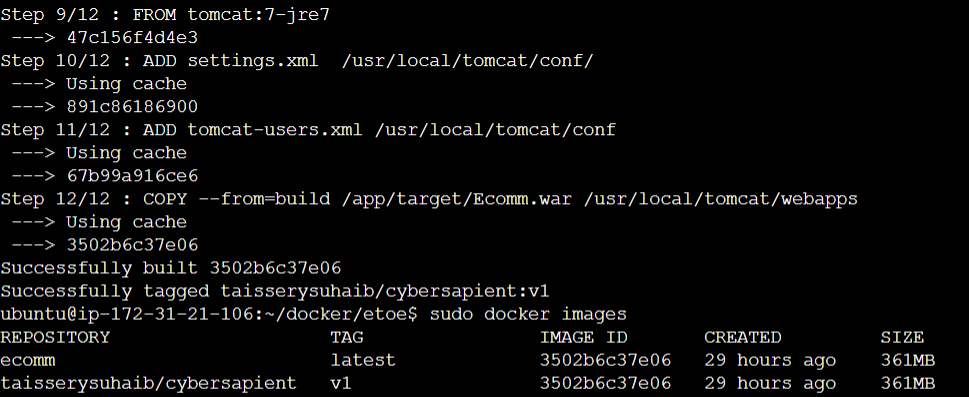 Step 9/12 : FROM tomcat:7-jre7
 ---> 47c156f4d4e3
Step 10/12 : ADD settings.xml  /usr/local/tomcat/conf/
 ---> Using cache
 ---> 891c86186900
Step 11/12 : ADD tomcat-users.xml /usr/local/tomcat/conf
 ---> Using cache
 ---> 67b99a916ce6
Step 12/12 : COPY --from=build /app/target/Ecomm.war /usr/local/tomcat/webapps
 ---> Using cache
 ---> 3502b6c37e06
Successfully built 3502b6c37e06
Successfully tagged taisserysuhaib/cybersapient:v1
ubuntu@ip-172-31-21-106:~/docker/etoe$ sudo docker images
REPOSITORY                    TAG                 IMAGE ID       CREATED        SIZE
ecomm                         latest              3502b6c37e06   29 hours ago   361MB
taisserysuhaib/cybersapient   v1                  3502b6c37e06   29 hours ago   361MB